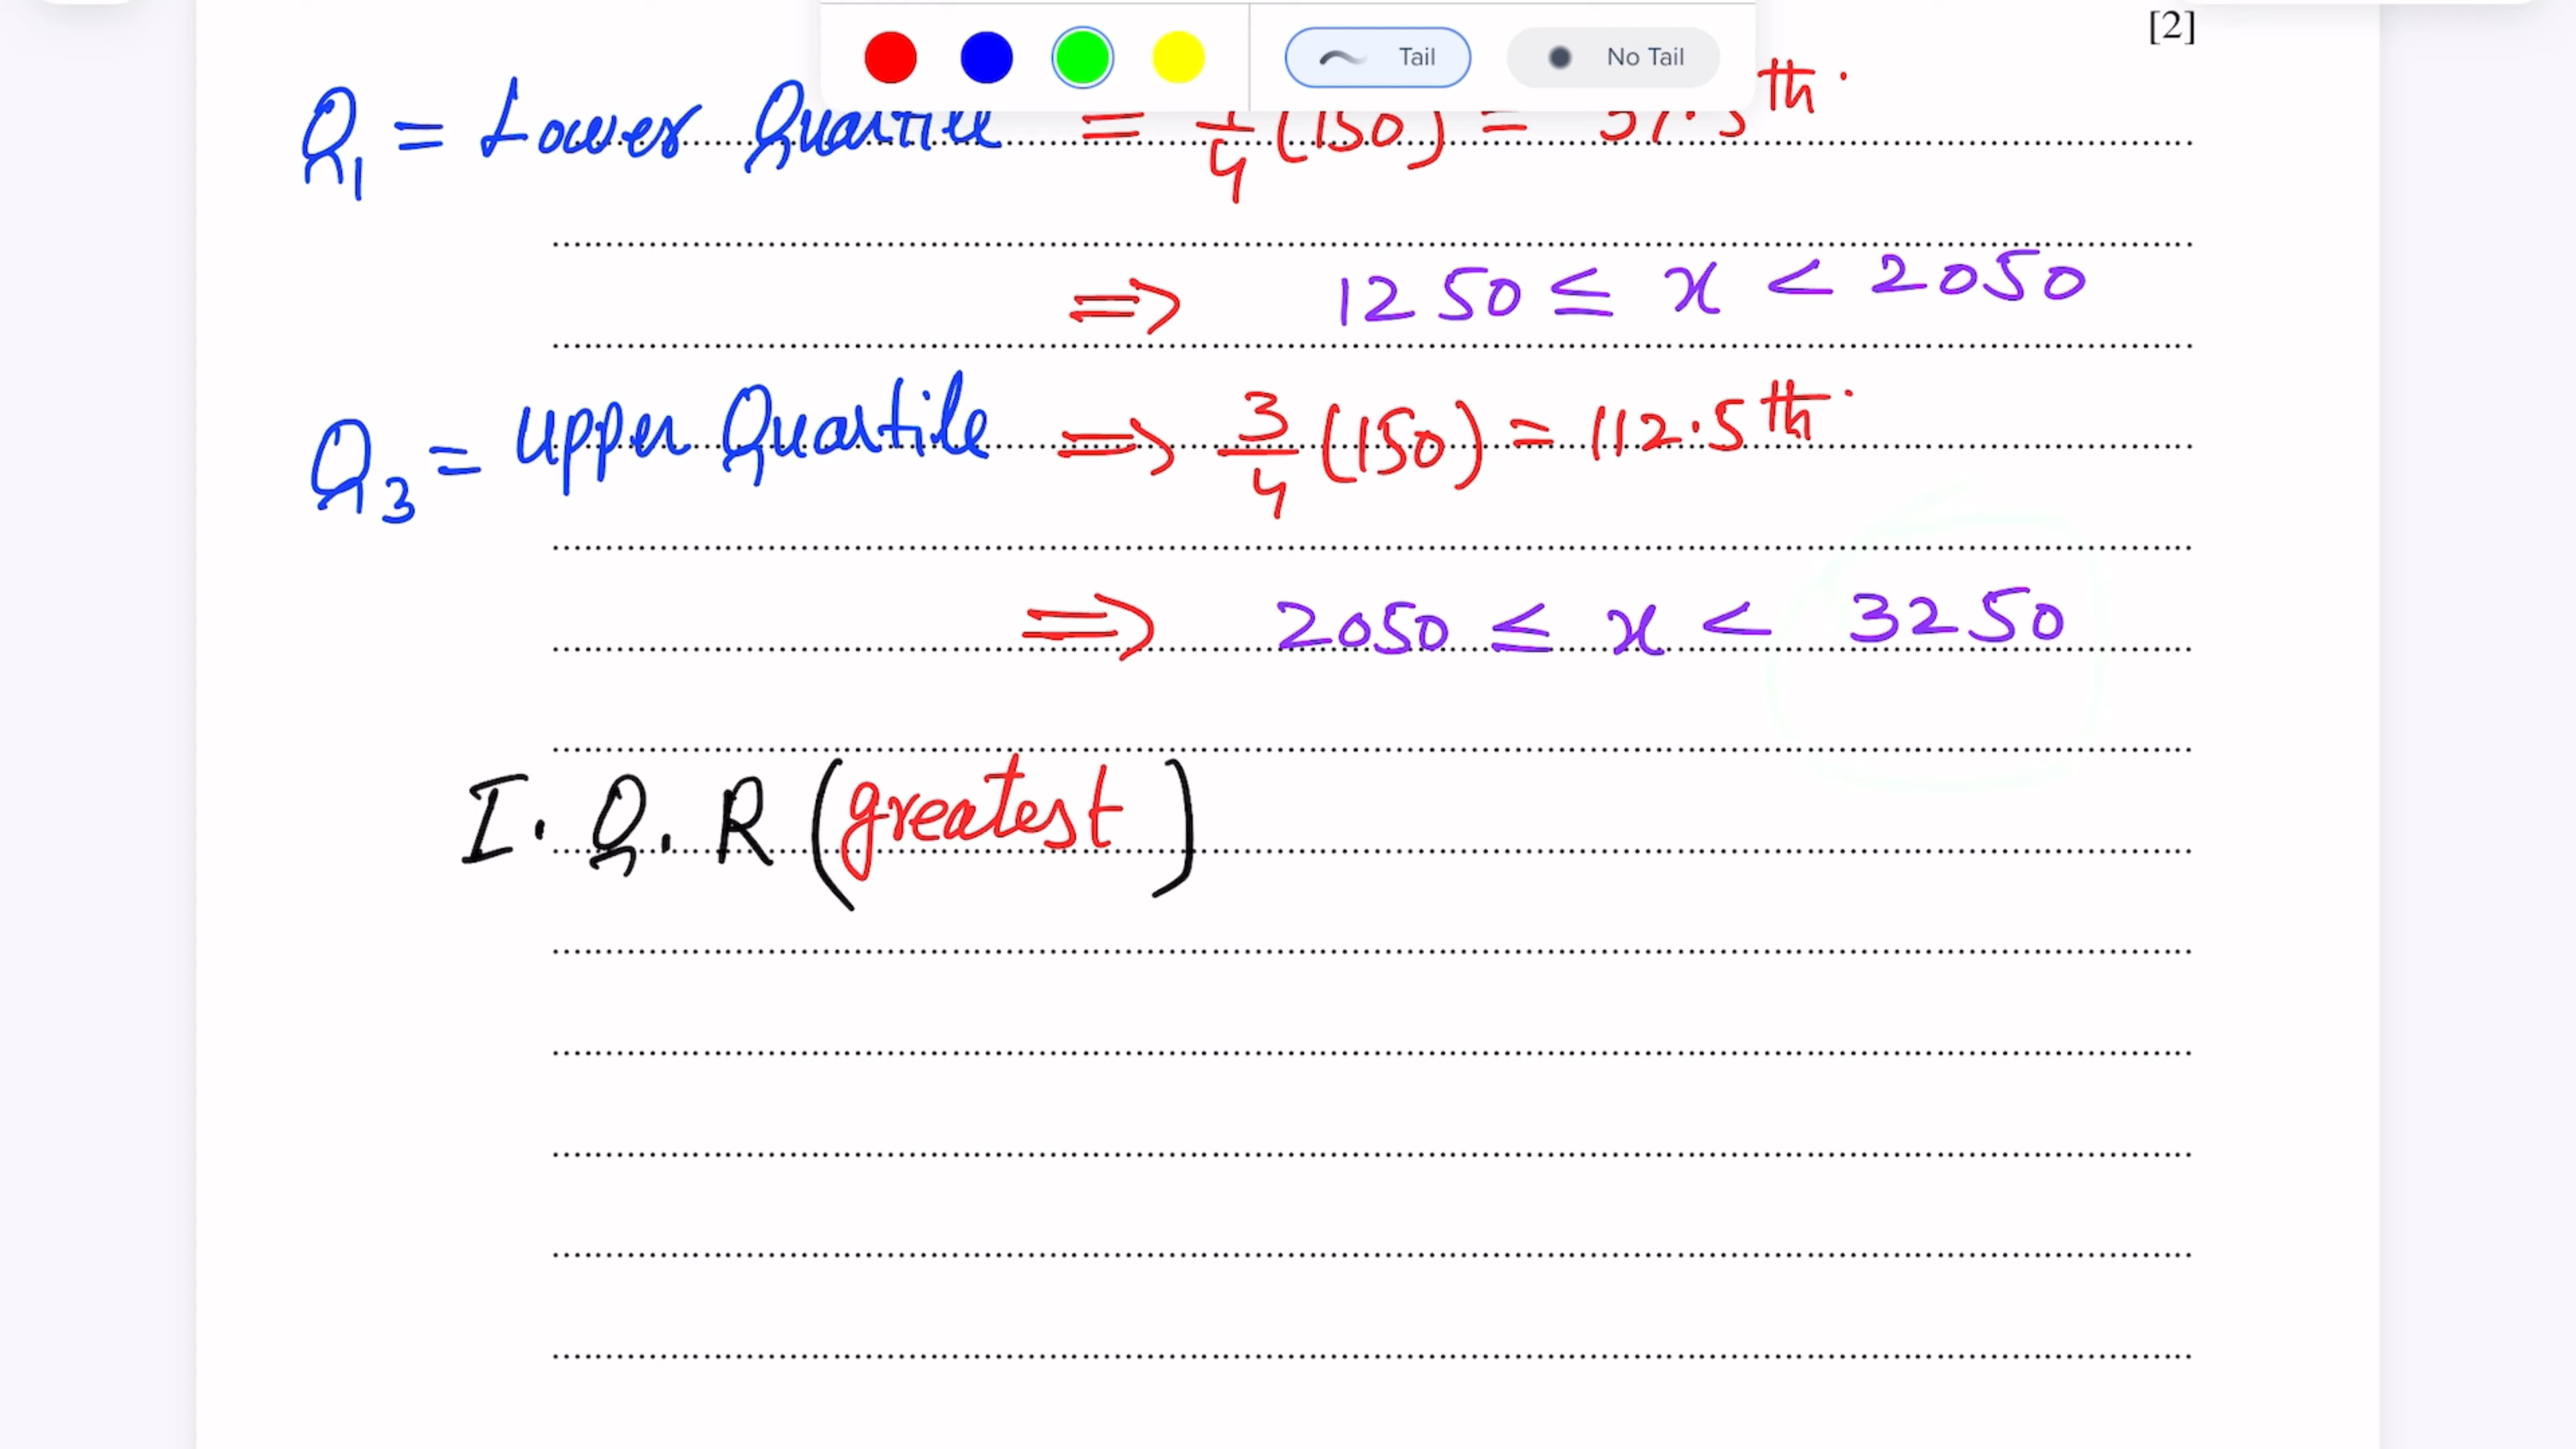 [2]
Tail No Tail
Q1 = Lower Quartile = 1/4 (150) = 37.5th.
⇒ 1250 ≤ x < 2050
Q3 = Upper Quartile ⇒ 3/4 (150) = 112.5th.
⇒ 2050 ≤ x < 3250
I.Q.R (greatest)